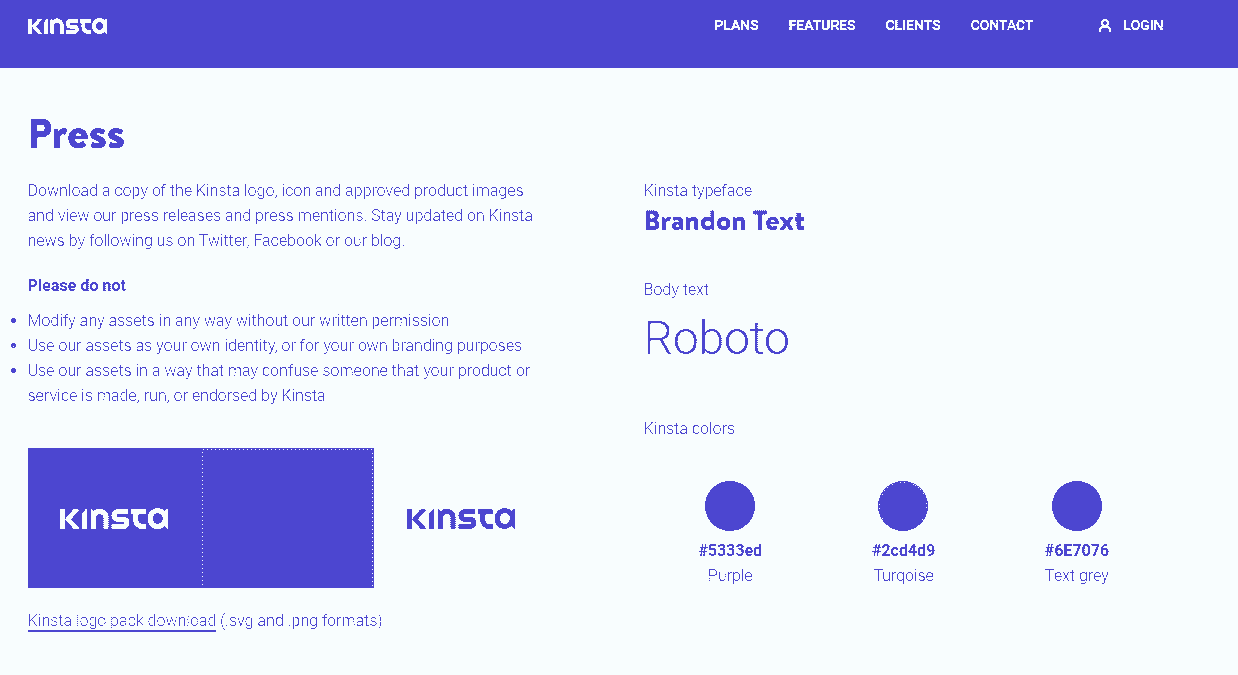 Kinsta
PLANS FEATURES CLIENTS CONTACT LOGIN
Press
Download a copy of the Kinsta logo, icon and approved product images
and view our press releases and press mentions. Stay updated on Kinsta
news by following us on Twitter, Facebook or our blog.
Please do not
• Modify any assets in any way without our written permission
• Use our assets as your own identity, or for your own branding purposes
• Use our assets in a way that may confuse someone that your product or
service is made, run, or endorsed by Kinsta
Kinsta Kinsta
Kinsta logo pack download (.svg and .png formats)
Kinsta typeface
Brandon Text
Body text
Roboto
Kinsta colors
#5333ed #2cd4d9 #6E7076
Purple Turqoise Text grey